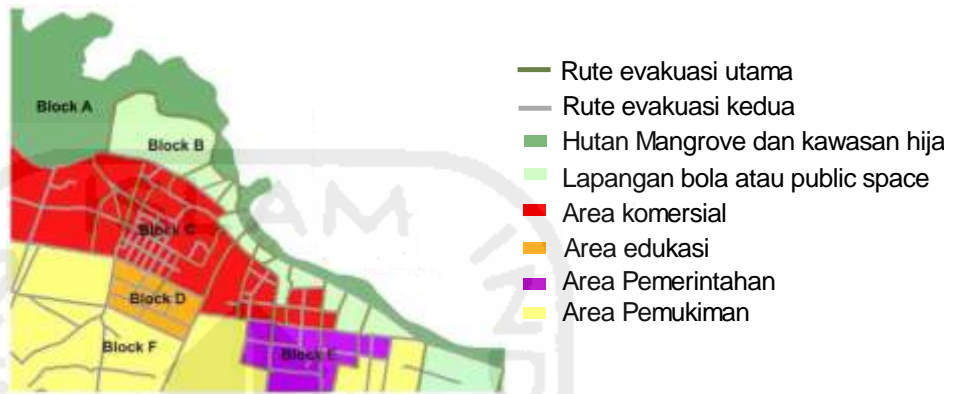 Block A
Block B
Block C
Block D
Block E
Block F
Rute evakuasi utama
Rute evakuasi kedua
Hutan Mangrove dan kawasan hija
Lapangan bola atau public space
Area komersial
Area edukasi
Area Pemerintahan
Area Pemukiman
ISLAM